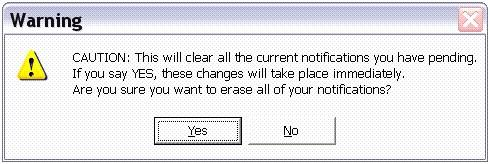 Warning
CAUTION: This will clear all the current notifications you have pending.
If you say YES, these changes will take place immediately.
Are you sure you want to erase all of your notifications?
Yes
No